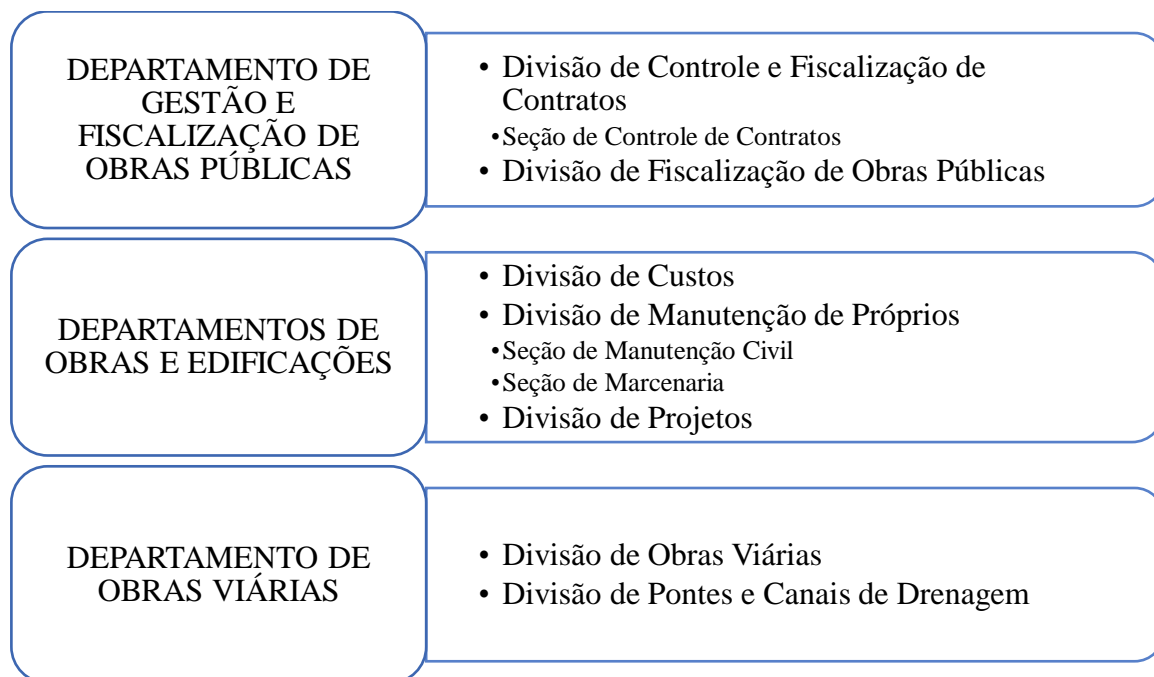 DEPARTAMENTO DE
GESTÃO E
FISCALIZAÇÃO DE
OBRAS PÚBLICAS
• Divisão de Controle e Fiscalização de
Contratos
•Seção de Controle de Contratos
• Divisão de Fiscalização de Obras Públicas
DEPARTAMENTOS DE
OBRAS E EDIFICAÇÕES
• Divisão de Custos
• Divisão de Manutenção de Próprios
•Seção de Manutenção Civil
•Seção de Marcenaria
• Divisão de Projetos
DEPARTAMENTO DE
OBRAS VIÁRIAS
• Divisão de Obras Viárias
• Divisão de Pontes e Canais de Drenagem